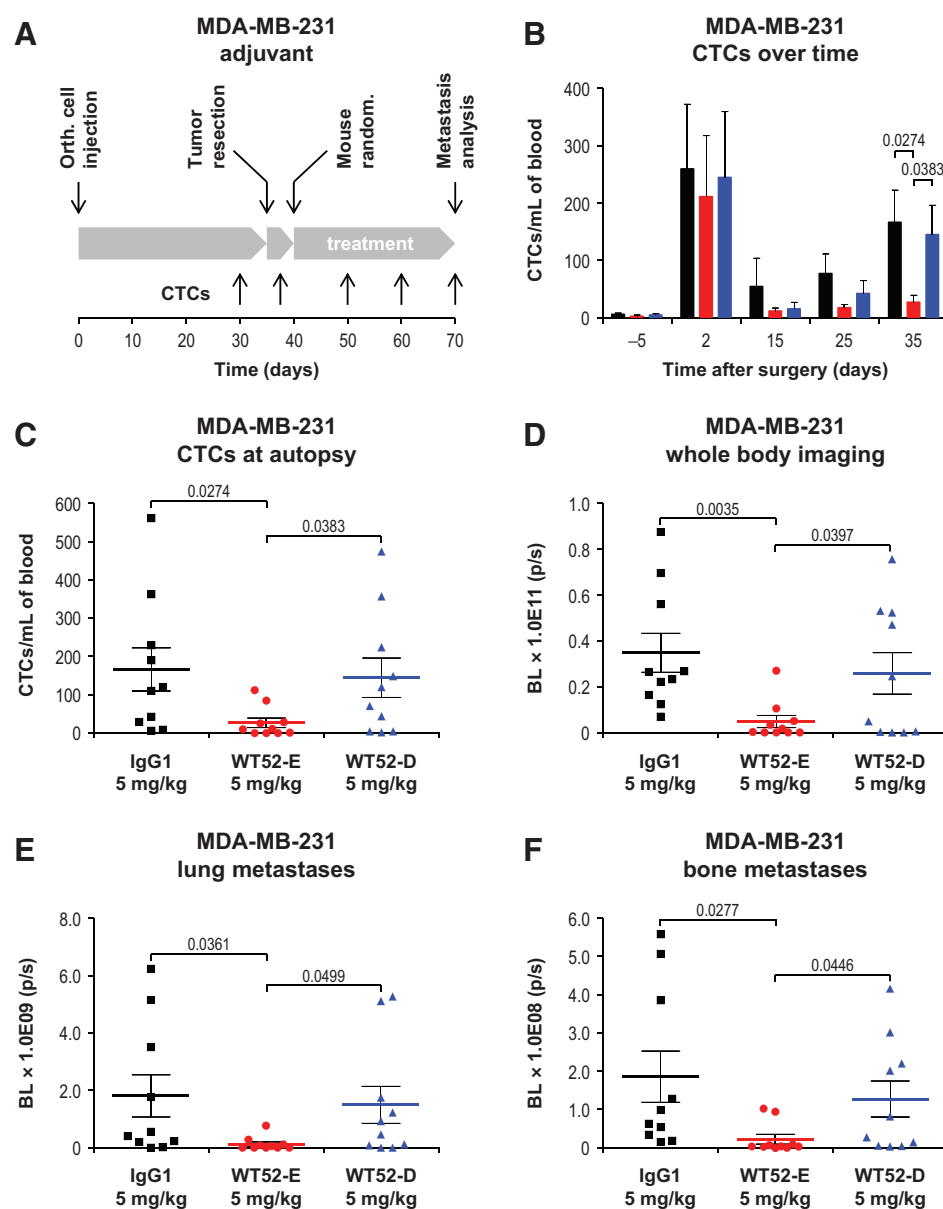 A
MDA-MB-231
adjuvant
Orth. cell
injection
Tumor
resection
Mouse
random.
Metastasis
analysis
treatment
CTCs
0 10 20 30 40 50 60 70
Time (days)
B
MDA-MB-231
CTCs over time
CTCs/mL of blood
400
300
200
100
0
0.0274
0.0383
–5 2 15 25 35
Time after surgery (days)
C
MDA-MB-231
CTCs at autopsy
CTCs/mL of blood
600
500
400
300
200
100
0
0.0274
0.0383
IgG1 WT52-E WT52-D
5 mg/kg 5 mg/kg 5 mg/kg
D
MDA-MB-231
whole body imaging
BL × 1.0E11 (p/s)
1.0
0.8
0.6
0.4
0.2
0
0.0035
0.0397
IgG1 WT52-E WT52-D
5 mg/kg 5 mg/kg 5 mg/kg
E
MDA-MB-231
lung metastases
BL × 1.0E09 (p/s)
8.0
6.0
4.0
2.0
0
0.0361
0.0499
IgG1 WT52-E WT52-D
5 mg/kg 5 mg/kg 5 mg/kg
F
MDA-MB-231
bone metastases
BL × 1.0E08 (p/s)
6.0
5.0
4.0
3.0
2.0
1.0
0
0.0277
0.0446
IgG1 WT52-E WT52-D
5 mg/kg 5 mg/kg 5 mg/kg